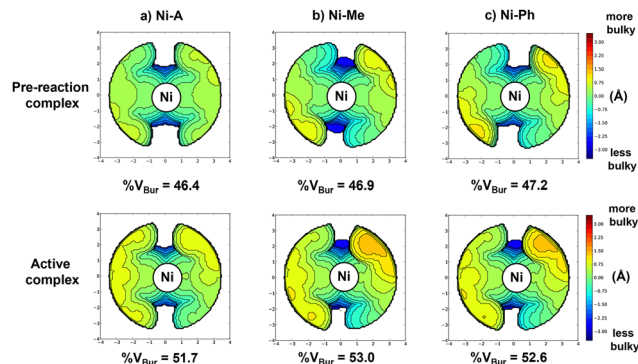 a) Ni-A b) Ni-Me c) Ni-Ph
more
bulky
Pre-reaction
complex
Ni Ni Ni
(Å)
less
bulky
%VBur = 46.4 %VBur = 46.9 %VBur = 47.2
more
bulky
Active
complex
Ni Ni Ni
(Å)
less
bulky
%VBur = 51.7 %VBur = 53.0 %VBur = 52.6